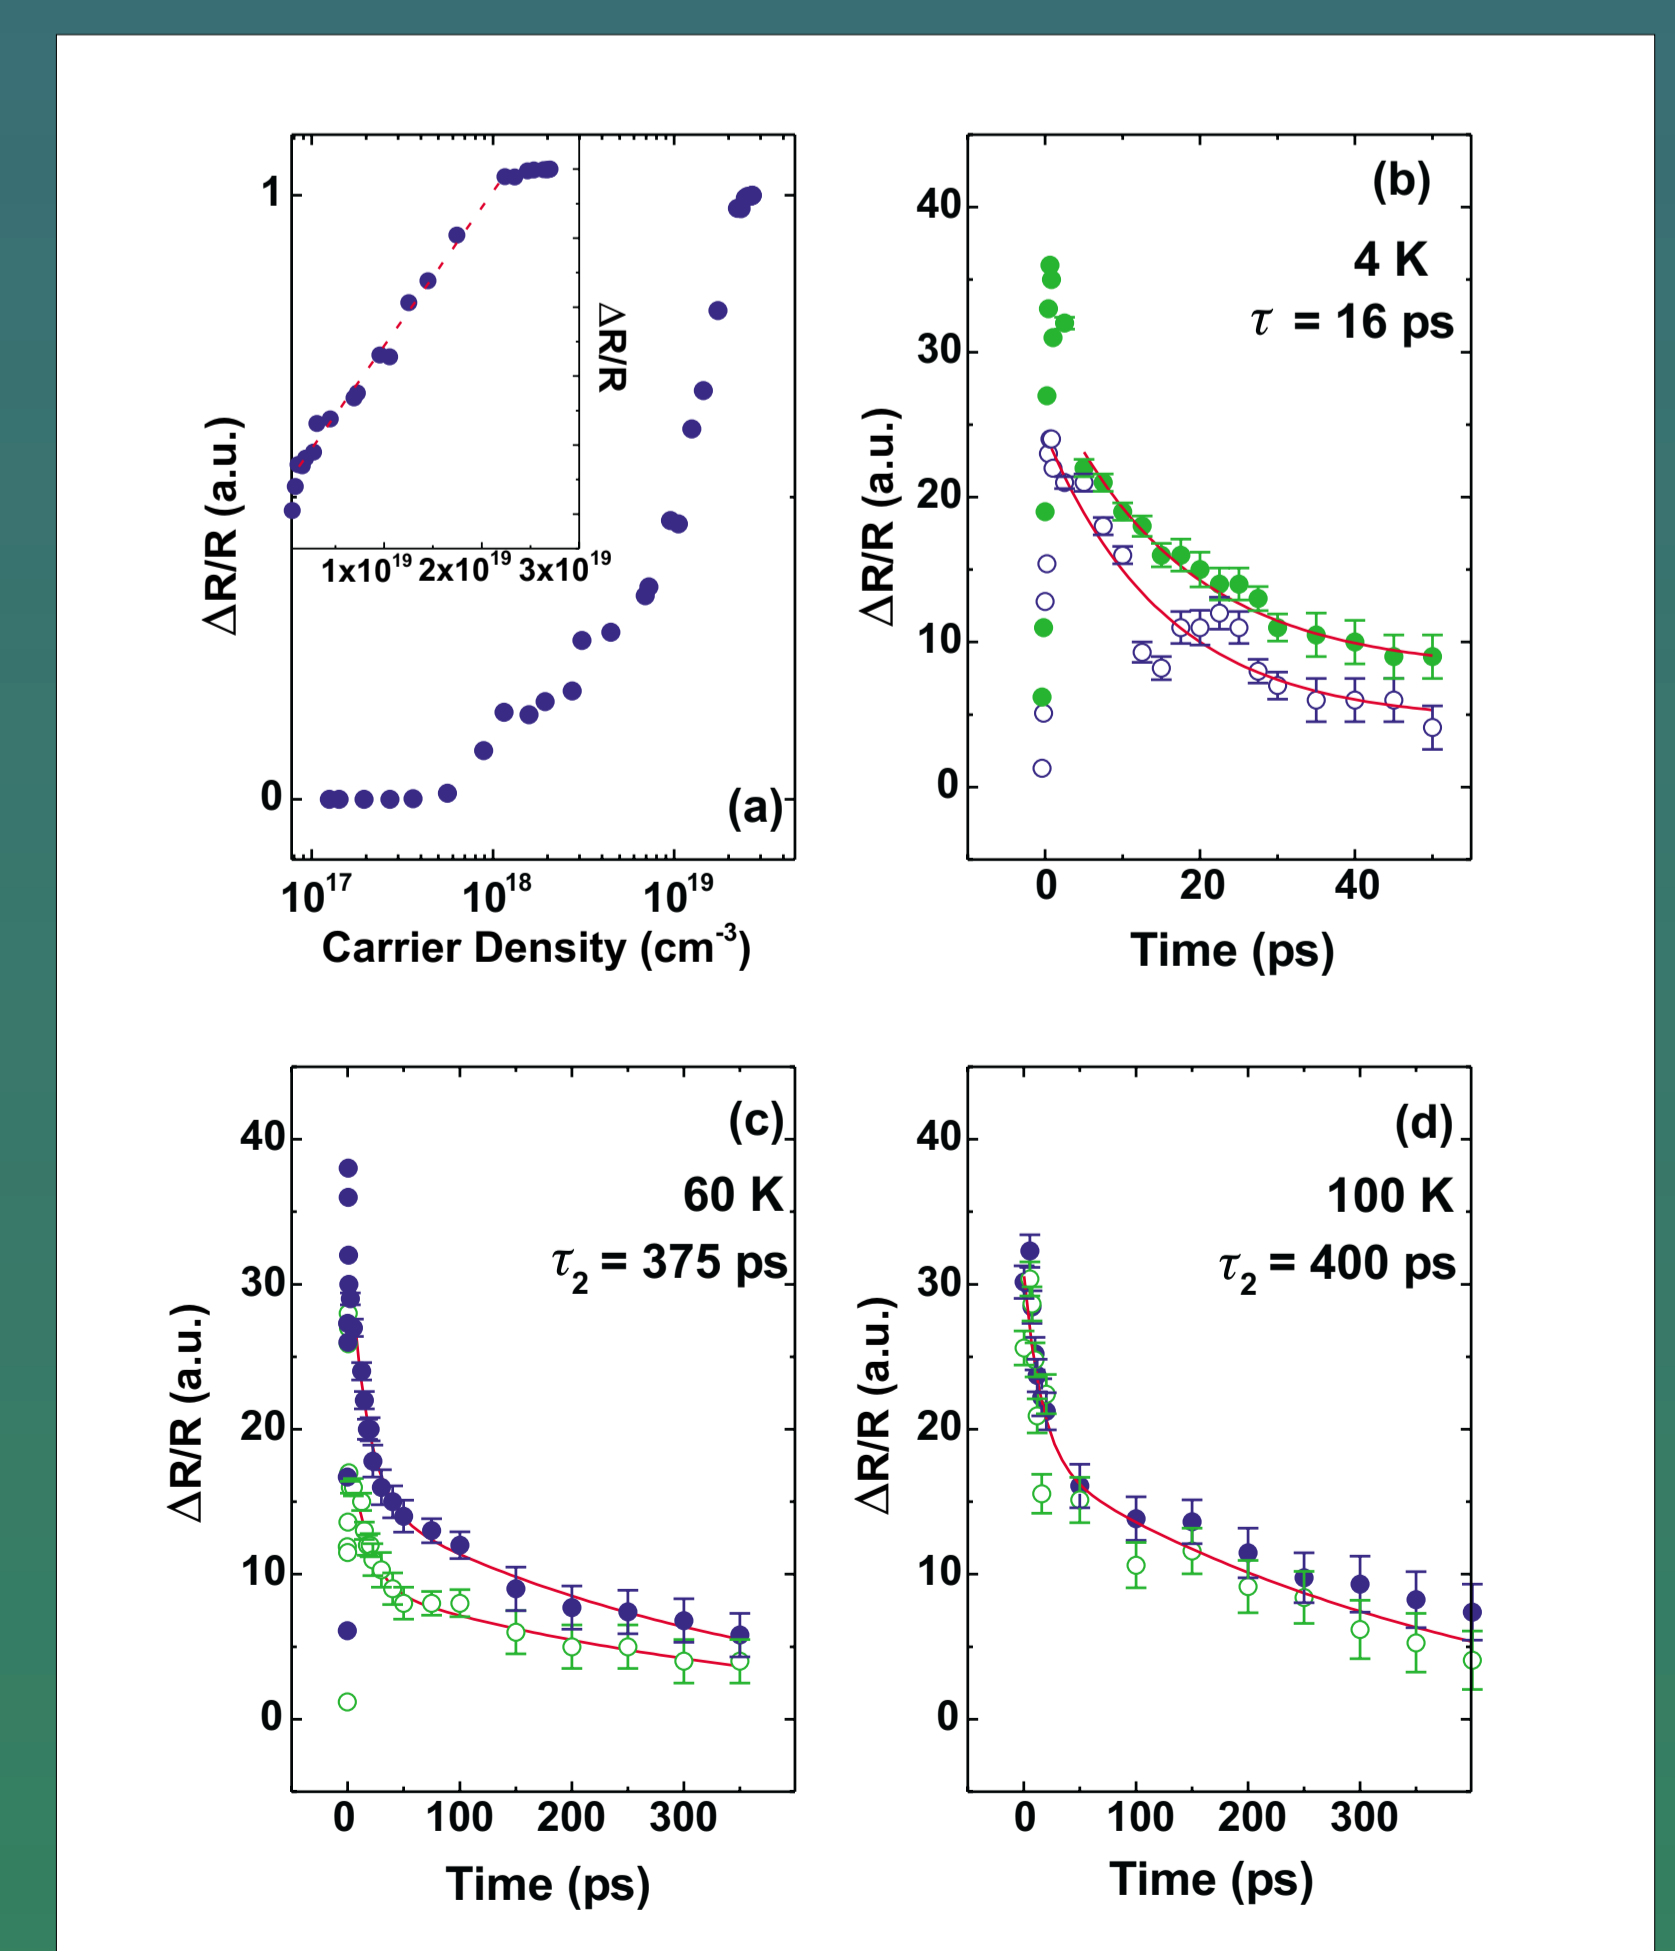 1
0
ΔR/R (a.u.)
ΔR/R
1x10^19 2x10^19 3x10^19
(a)
10^17 10^18 10^19
Carrier Density (cm^-3)
(b)
4 K
τ = 16 ps
40
30
20
10
0
ΔR/R (a.u.)
0 20 40
Time (ps)
(c)
60 K
τ2 = 375 ps
40
30
20
10
0
ΔR/R (a.u.)
0 100 200 300
Time (ps)
(d)
100 K
τ2 = 400 ps
40
30
20
10
0
ΔR/R (a.u.)
0 100 200 300
Time (ps)